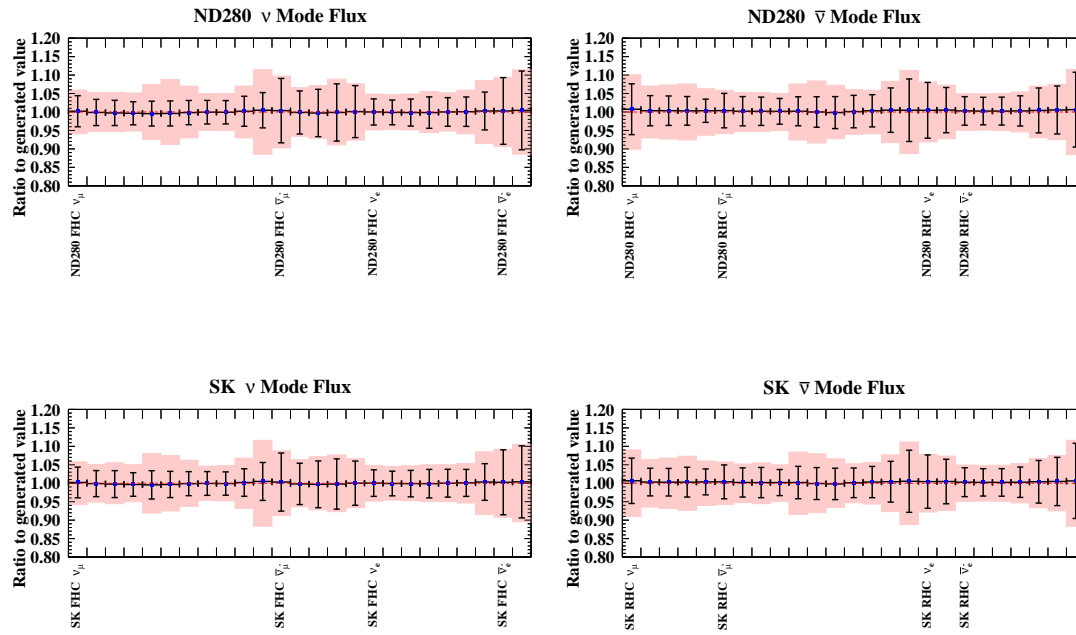 ND280 ν Mode Flux
Ratio to generated value
1.20
1.15
1.10
1.05
1.00
0.95
0.90
0.85
0.80
ND280 FHC ν_μ
ND280 FHC ν̅_μ
ND280 FHC ν_e
ND280 FHC ν̅_e
ND280 ν̅ Mode Flux
Ratio to generated value
1.20
1.15
1.10
1.05
1.00
0.95
0.90
0.85
0.80
ND280 RHC ν_μ
ND280 RHC ν̅_μ
ND280 RHC ν_e
ND280 RHC ν̅_e
SK ν Mode Flux
Ratio to generated value
1.20
1.15
1.10
1.05
1.00
0.95
0.90
0.85
0.80
SK FHC ν_μ
SK FHC ν̅_μ
SK FHC ν_e
SK FHC ν̅_e
SK ν̅ Mode Flux
Ratio to generated value
1.20
1.15
1.10
1.05
1.00
0.95
0.90
0.85
0.80
SK RHC ν_μ
SK RHC ν̅_μ
SK RHC ν_e
SK RHC ν̅_e